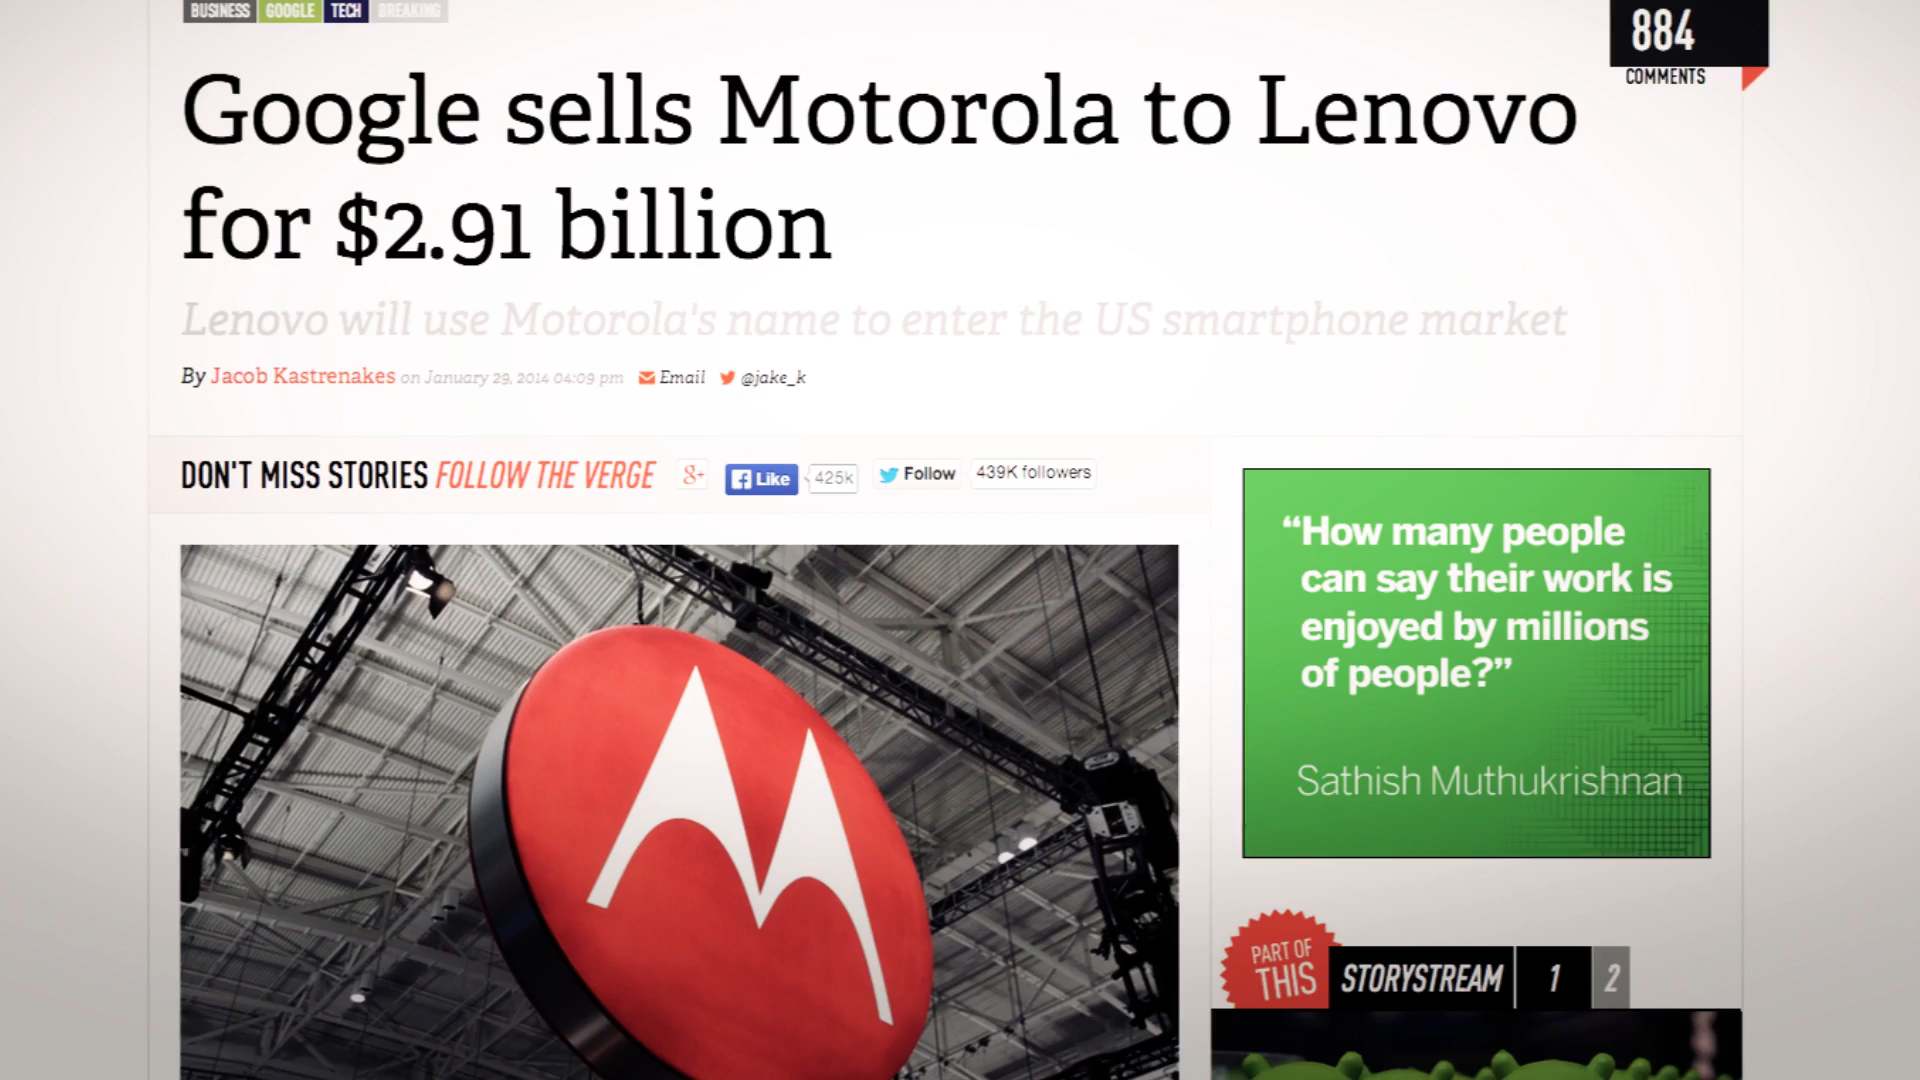 BUSINESS GOOGLE TECH BREAKING
884
COMMENTS
Google sells Motorola to Lenovo
for $2.91 billion
Lenovo will use Motorola's name to enter the US smartphone market
By Jacob Kastrenakes on January 29, 2014 04:09 pm Email @jake_k
DON'T MISS STORIES FOLLOW THE VERGE 8+ Like 425k Follow 439K followers
“How many people
can say their work is
enjoyed by millions
of people?”
Sathish Muthukrishnan
PART OF
THIS
STORYSTREAM 1 2